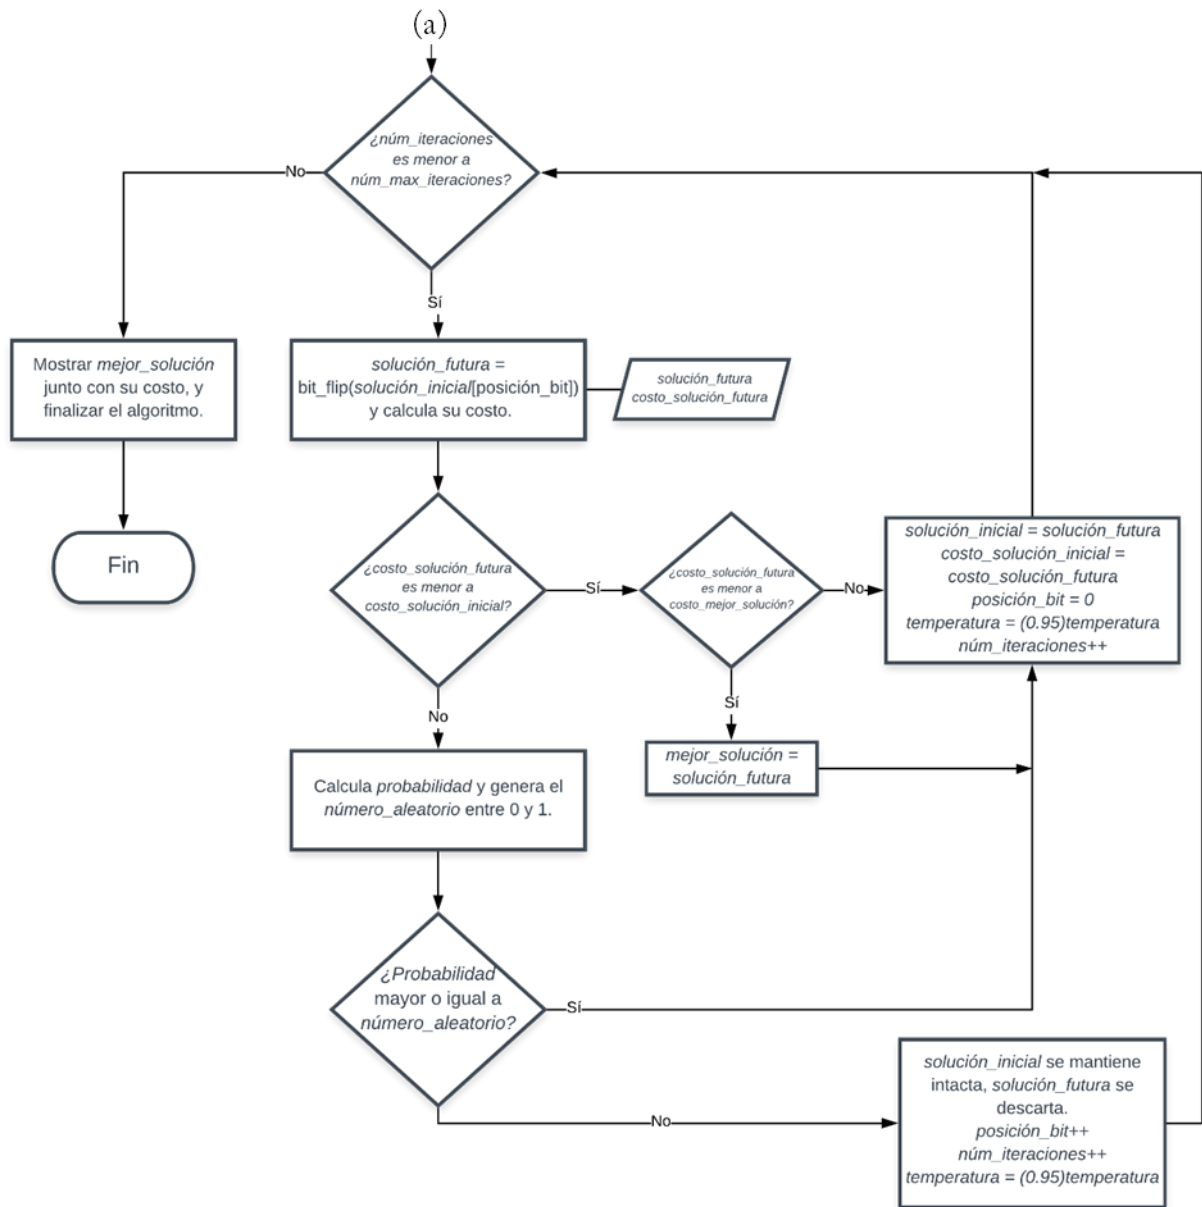 (a)
¿núm_iteraciones
es menor a
núm_max_iteraciones?
No
Sí
Mostrar mejor_solución
junto con su costo, y
finalizar el algoritmo.
solución_futura =
bit_flip(solución_inicial[posición_bit])
y calcula su costo.
solución_futura
costo_solución_futura
Fin
¿costo_solución_futura
es menor a
costo_solución_inicial?
Sí
¿costo_solución_futura
es menor a
costo_mejor_solución?
No
solución_inicial = solución_futura
costo_solución_inicial =
costo_solución_futura
posición_bit = 0
temperatura = (0.95)temperatura
núm_iteraciones++
No
Sí
mejor_solución =
solución_futura
Calcula probabilidad y genera el
número_aleatorio entre 0 y 1.
¿Probabilidad
mayor o igual a
número_aleatorio?
Sí
No
solución_inicial se mantiene
intacta, solución_futura se
descarta.
posición_bit++
núm_iteraciones++
temperatura = (0.95)temperatura